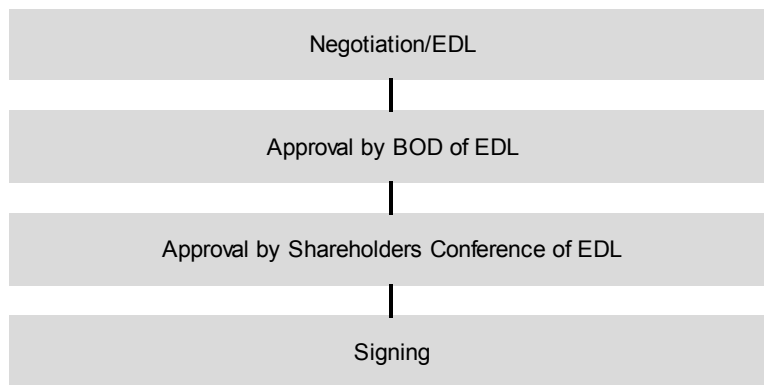 Negotiation/EDL
Approval by BOD of EDL
Approval by Shareholders Conference of EDL
Signing